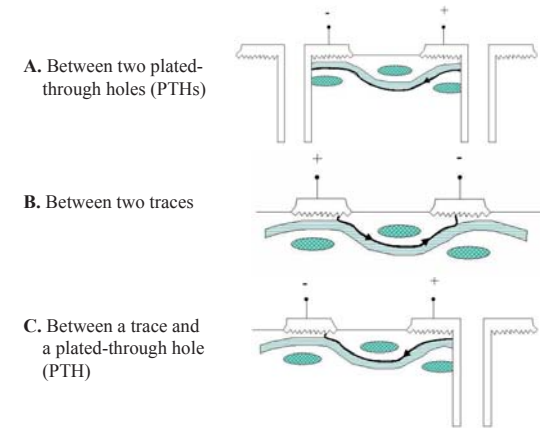 - +
A. Between two plated-
through holes (PTHs)
+ -
B. Between two traces
- +
C. Between a trace and
a plated-through hole
(PTH)